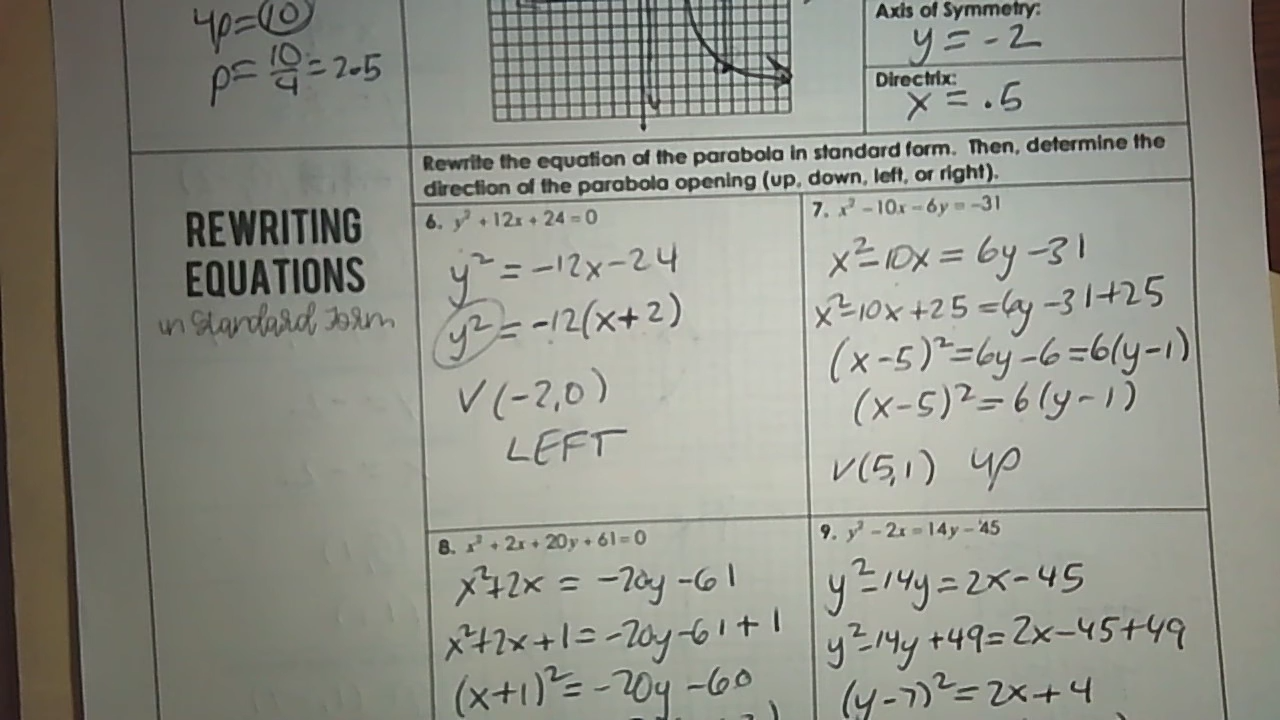 4p=10
p=10/4=2.5
Axis of Symmetry:
y=-2
Directrix:
x=.5
REWRITING
EQUATIONS
in standard form
Rewrite the equation of the parabola in standard form. Then, determine the
direction of the parabola opening (up, down, left, or right).
6. y²+12x+24=0
y²=-12x-24
y²=-12(x+2)
V(-2,0)
LEFT
7. x²-10x-6y=-31
x²-10x=6y-31
x²-10x+25=6y-31+25
(x-5)²=6y-6=6(y-1)
(x-5)²=6(y-1)
V(5,1) up
8. x²+2x+20y+61=0
x²+2x=-20y-61
x²+2x+1=-20y-61+1
(x+1)²=-20y-60
9. y²-2x=14y-45
y²-14y=2x-45
y²-14y+49=2x-45+49
(y-7)²=2x+4